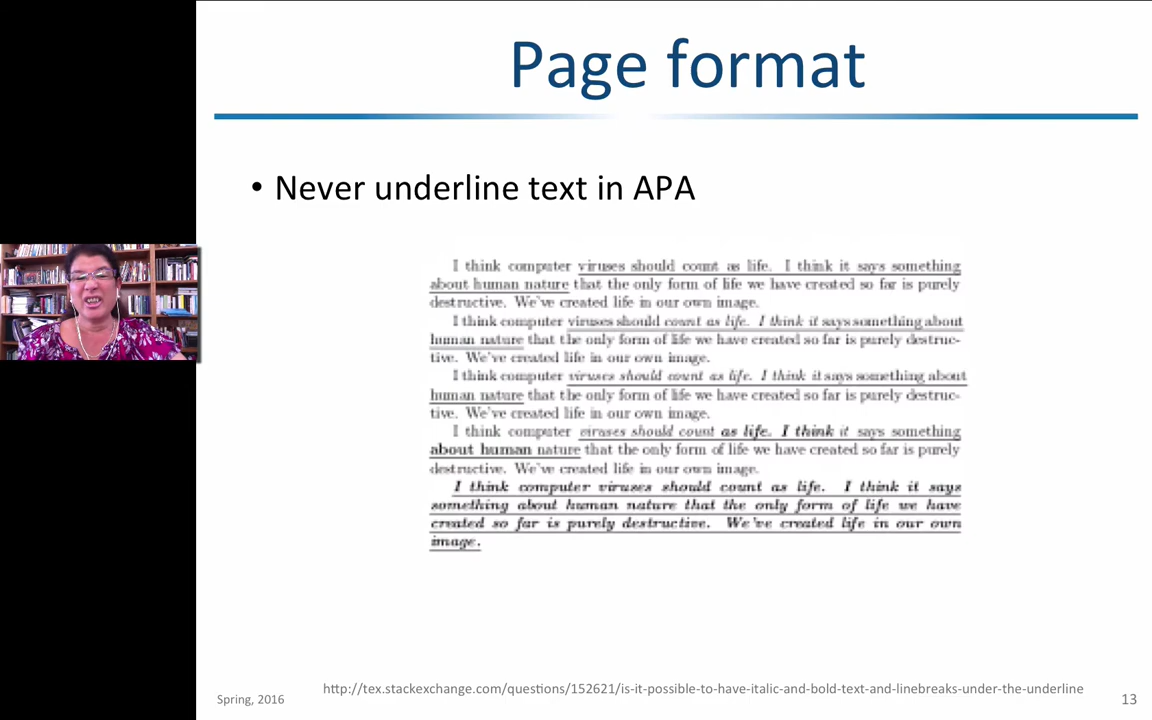 Page format
• Never underline text in APA
I think computer viruses should count as life. I think it says something
about human nature that the only form of life we have created so far is purely
destructive. We've created life in our own image.
I think computer viruses should count as life. I think it says something about
human nature that the only form of life we have created so far is purely destruc-
tive. We've created life in our own image.
I think computer viruses should count as life. I think it says something about
human nature that the only form of life we have created so far is purely destruc-
tive. We've created life in our own image.
I think computer viruses should count as life. I think it says something
about human nature that the only form of life we have created so far is purely
destructive. We've created life in our own image.
I think computer viruses should count as life. I think it says
something about human nature that the only form of life we have
created so far is purely destructive. We've created life in our own
image.
http://tex.stackexchange.com/questions/152621/is-it-possible-to-have-italic-and-bold-text-and-linebreaks-under-the-underline
Spring, 2016
13